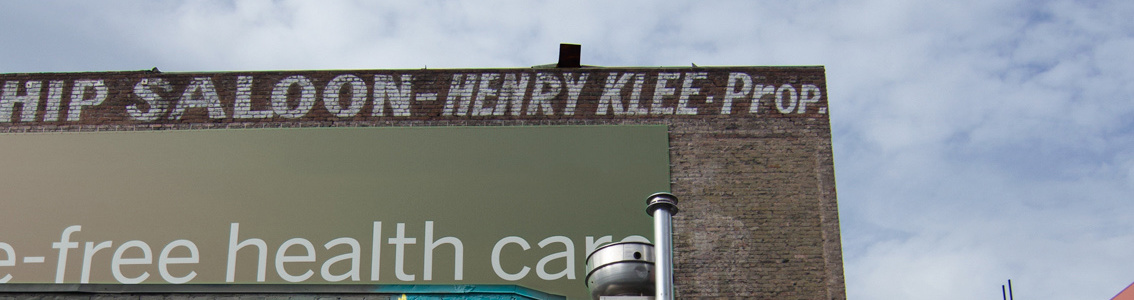 HIP SALOON-HENRY KLEE-Prop.
e-free health care